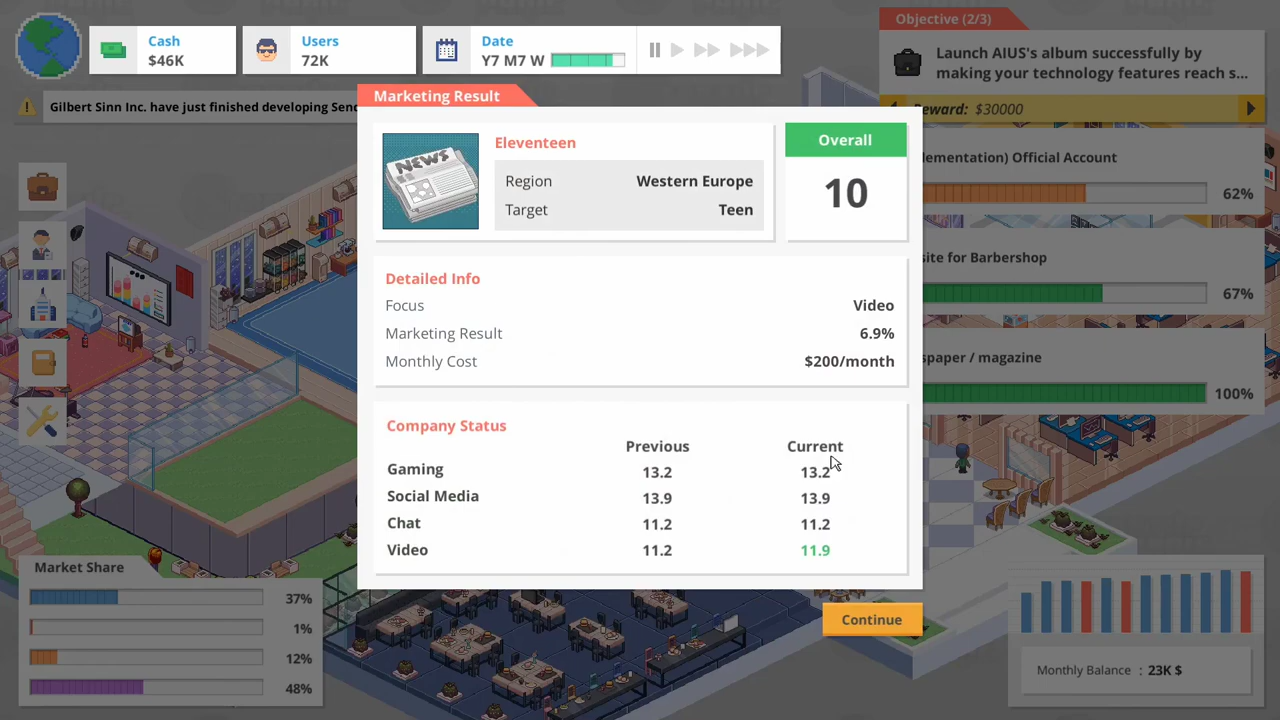 Cash
$46K
Users
72K
Date
Y7 M7 W
Objective (2/3)
Launch AIUS's album successfully by
making your technology features reach s...
Reward: $30000
Gilbert Sinn Inc. have just finished developing Send
Marketing Result
NEWS
Eleventeen
Region Western Europe
Target Teen
Overall
10
Detailed Info
Focus Video
Marketing Result 6.9%
Monthly Cost $200/month
Company Status
Previous Current
Gaming 13.2 13.2
Social Media 13.9 13.9
Chat 11.2 11.2
Video 11.2 11.9
Continue
lementation) Official Account
62%
site for Barbershop
67%
spaper / magazine
100%
Market Share
37%
1%
12%
48%
Monthly Balance : 23K $